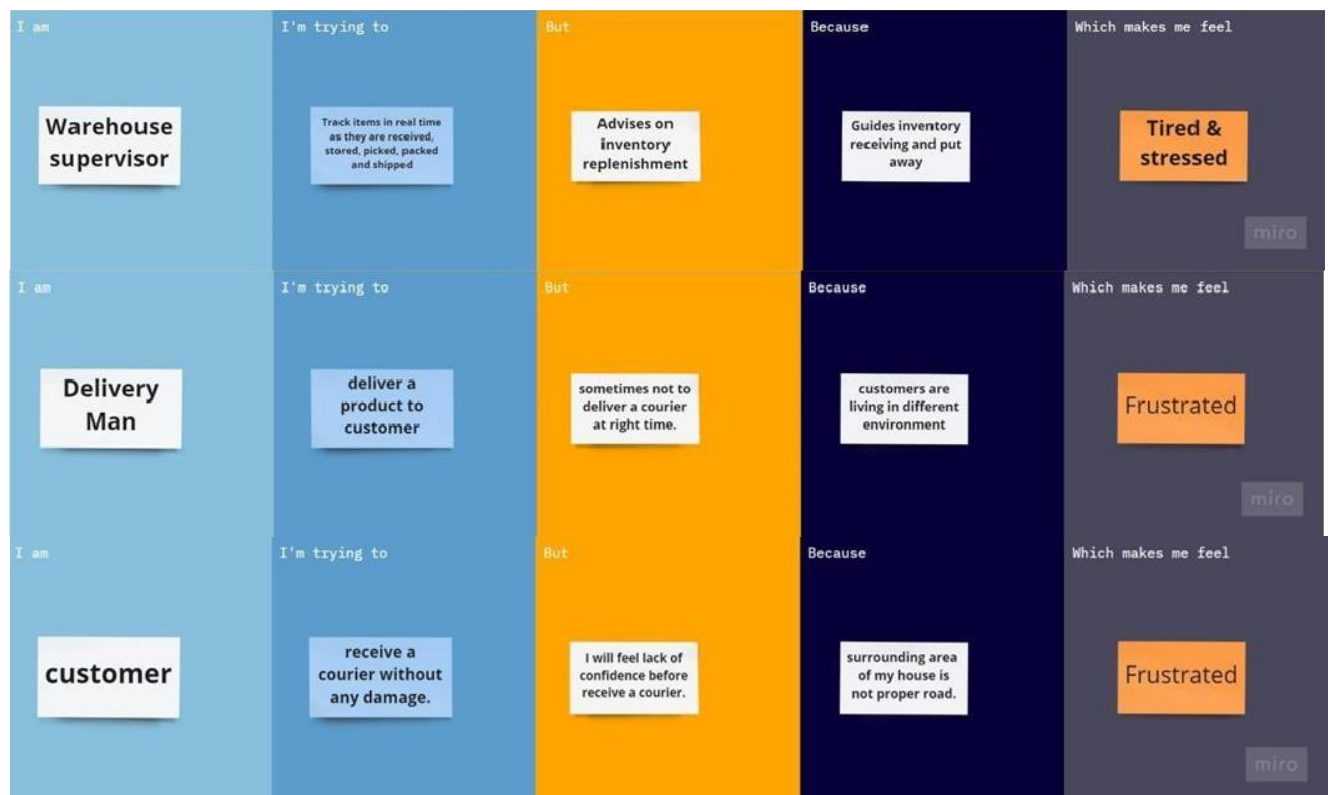 I am
I'm trying to
But
Because
Which makes me feel
Warehouse
supervisor
Track items in real time
as they are received,
stored, picked, packed
and shipped
Advises on
inventory
replenishment
Guides inventory
receiving and put
away
Tired &
stressed
miro
I am
I'm trying to
But
Because
Which makes me feel
Delivery
Man
deliver a
product to
customer
sometimes not to
deliver a courier
at right time.
customers are
living in different
environment
Frustrated
miro
I am
I'm trying to
But
Because
Which makes me feel
customer
receive a
courier without
any damage.
I will feel lack of
confidence before
receive a courier.
surrounding area
of my house is
not proper road.
Frustrated
miro